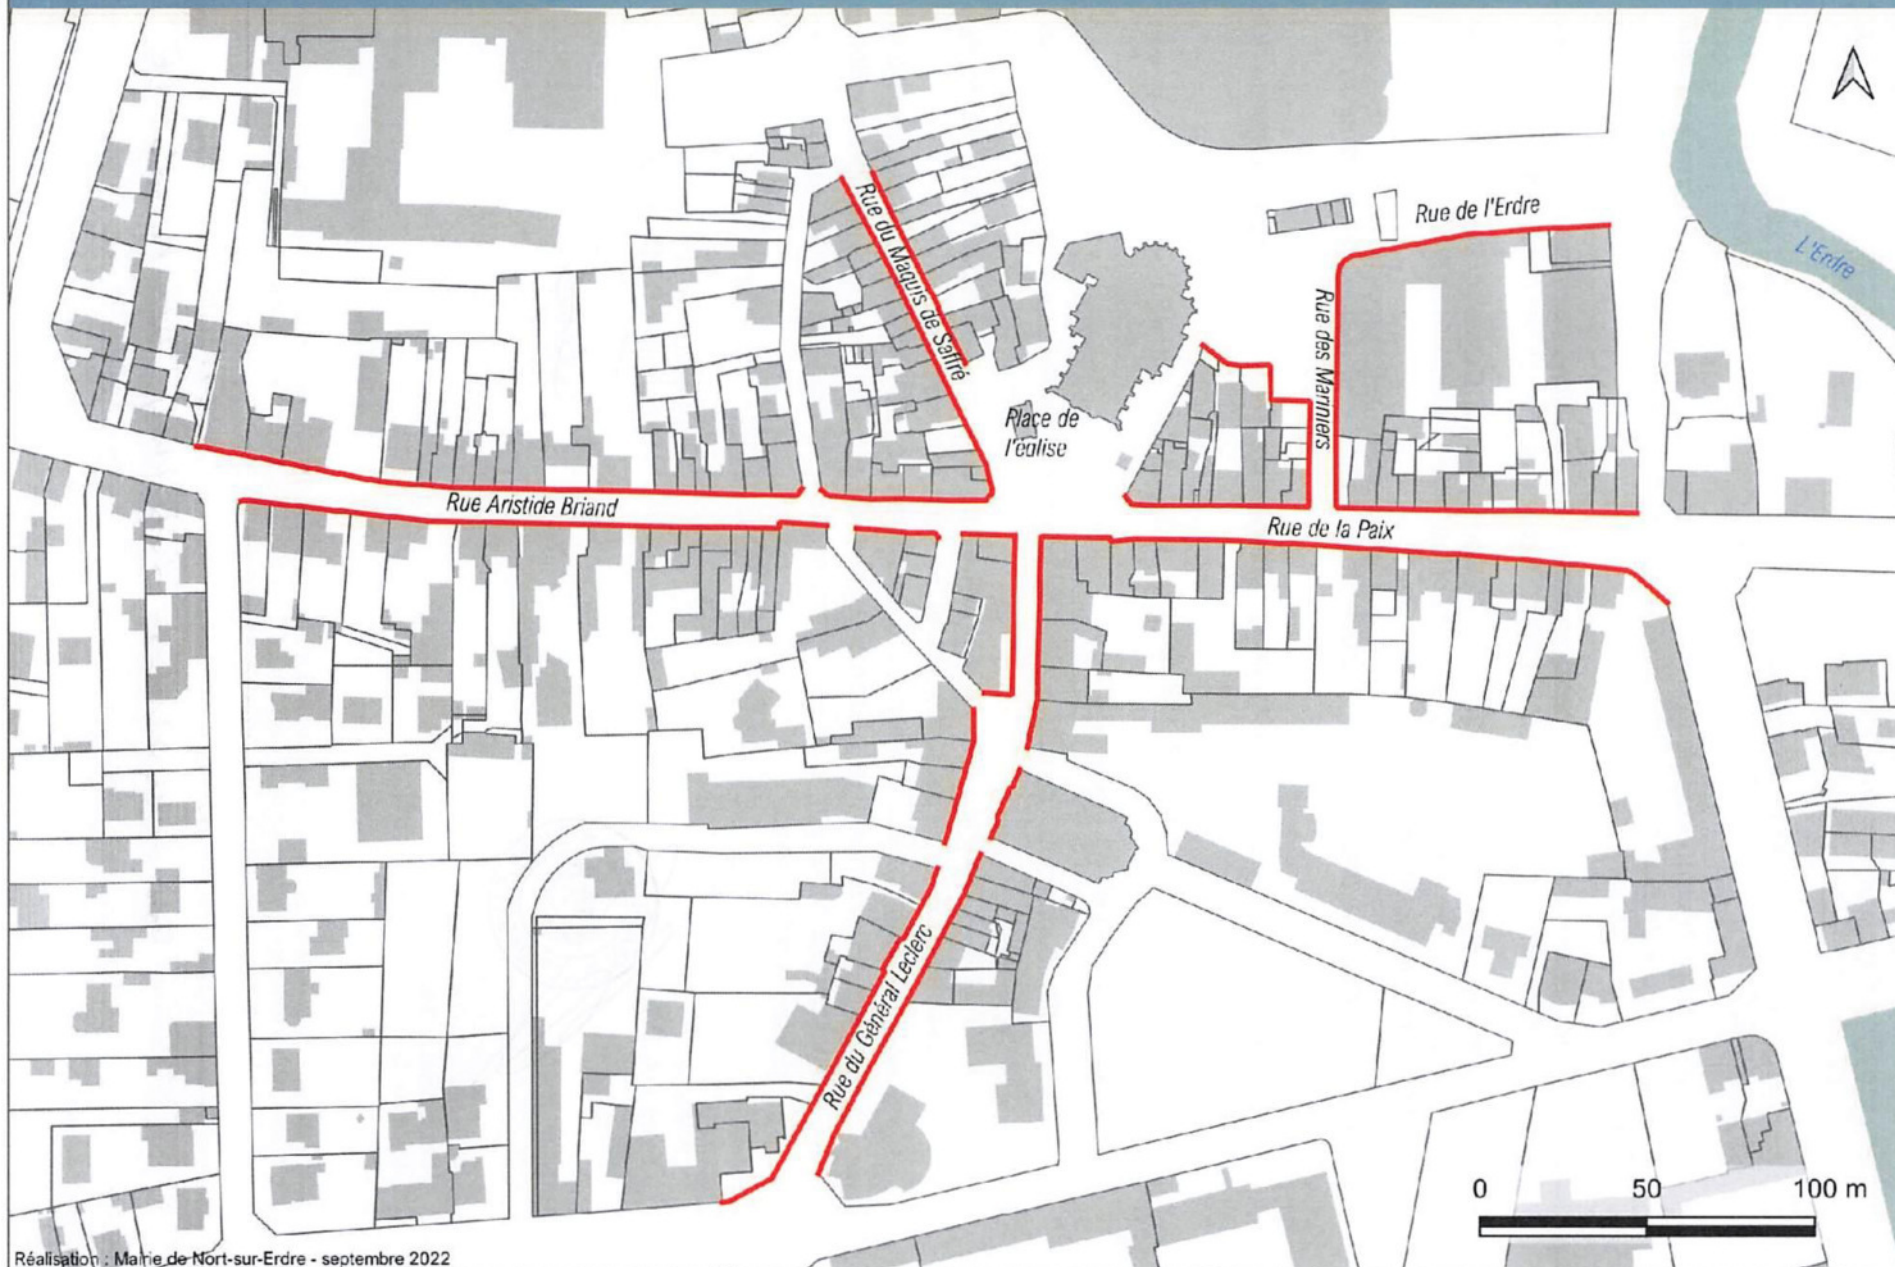 Rue du Maquis de Saffré
Rue de l'Erdre
L'Erdre
Rue des Mariniers
Place de
l'église
Rue Aristide Briand
Rue de la Paix
Rue du Général Leclerc
0 50 100 m
Réalisation : Mairie de Nort-sur-Erdre - septembre 2022